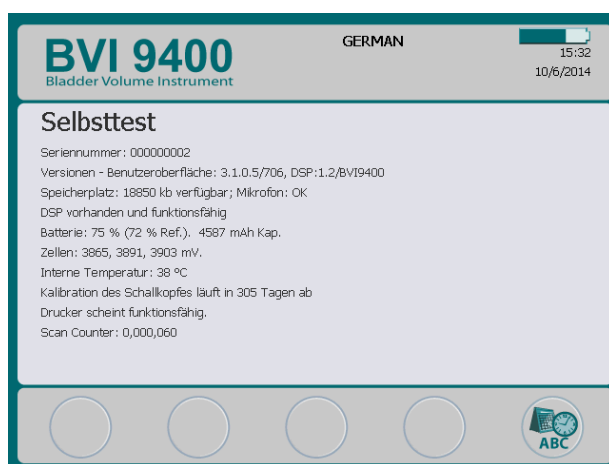 BVI 9400
Bladder Volume Instrument
GERMAN
15:32
10/6/2014
Selbsttest
Seriennummer: 000000002
Versionen - Benutzeroberfläche: 3.1.0.5/706, DSP:1.2/BVI9400
Speicherplatz: 18850 kb verfügbar; Mikrofon: OK
DSP vorhanden und funktionsfähig
Batterie: 75 % (72 % Ref.). 4587 mAh Kap.
Zellen: 3865, 3891, 3903 mV.
Interne Temperatur: 38 ºC
Kalibration des Schallkopfes läuft in 305 Tagen ab
Drucker scheint funktionsfähig.
Scan Counter: 0,000,060
ABC